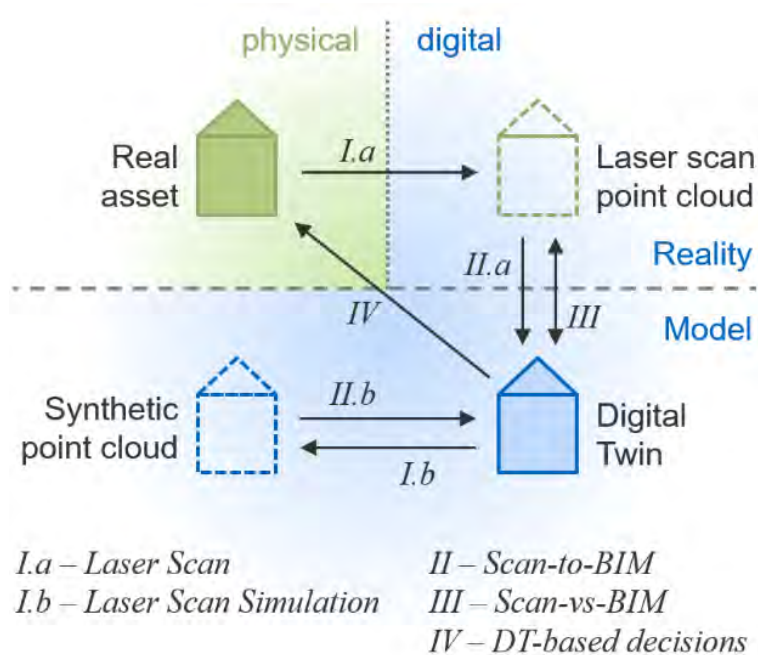 physical
digital
Real
asset
I.a
Laser scan
point cloud
II.a
Reality
IV
III
Model
Synthetic
point cloud
II.b
I.b
Digital
Twin
I.a – Laser Scan
I.b – Laser Scan Simulation
II – Scan-to-BIM
III – Scan-vs-BIM
IV – DT-based decisions